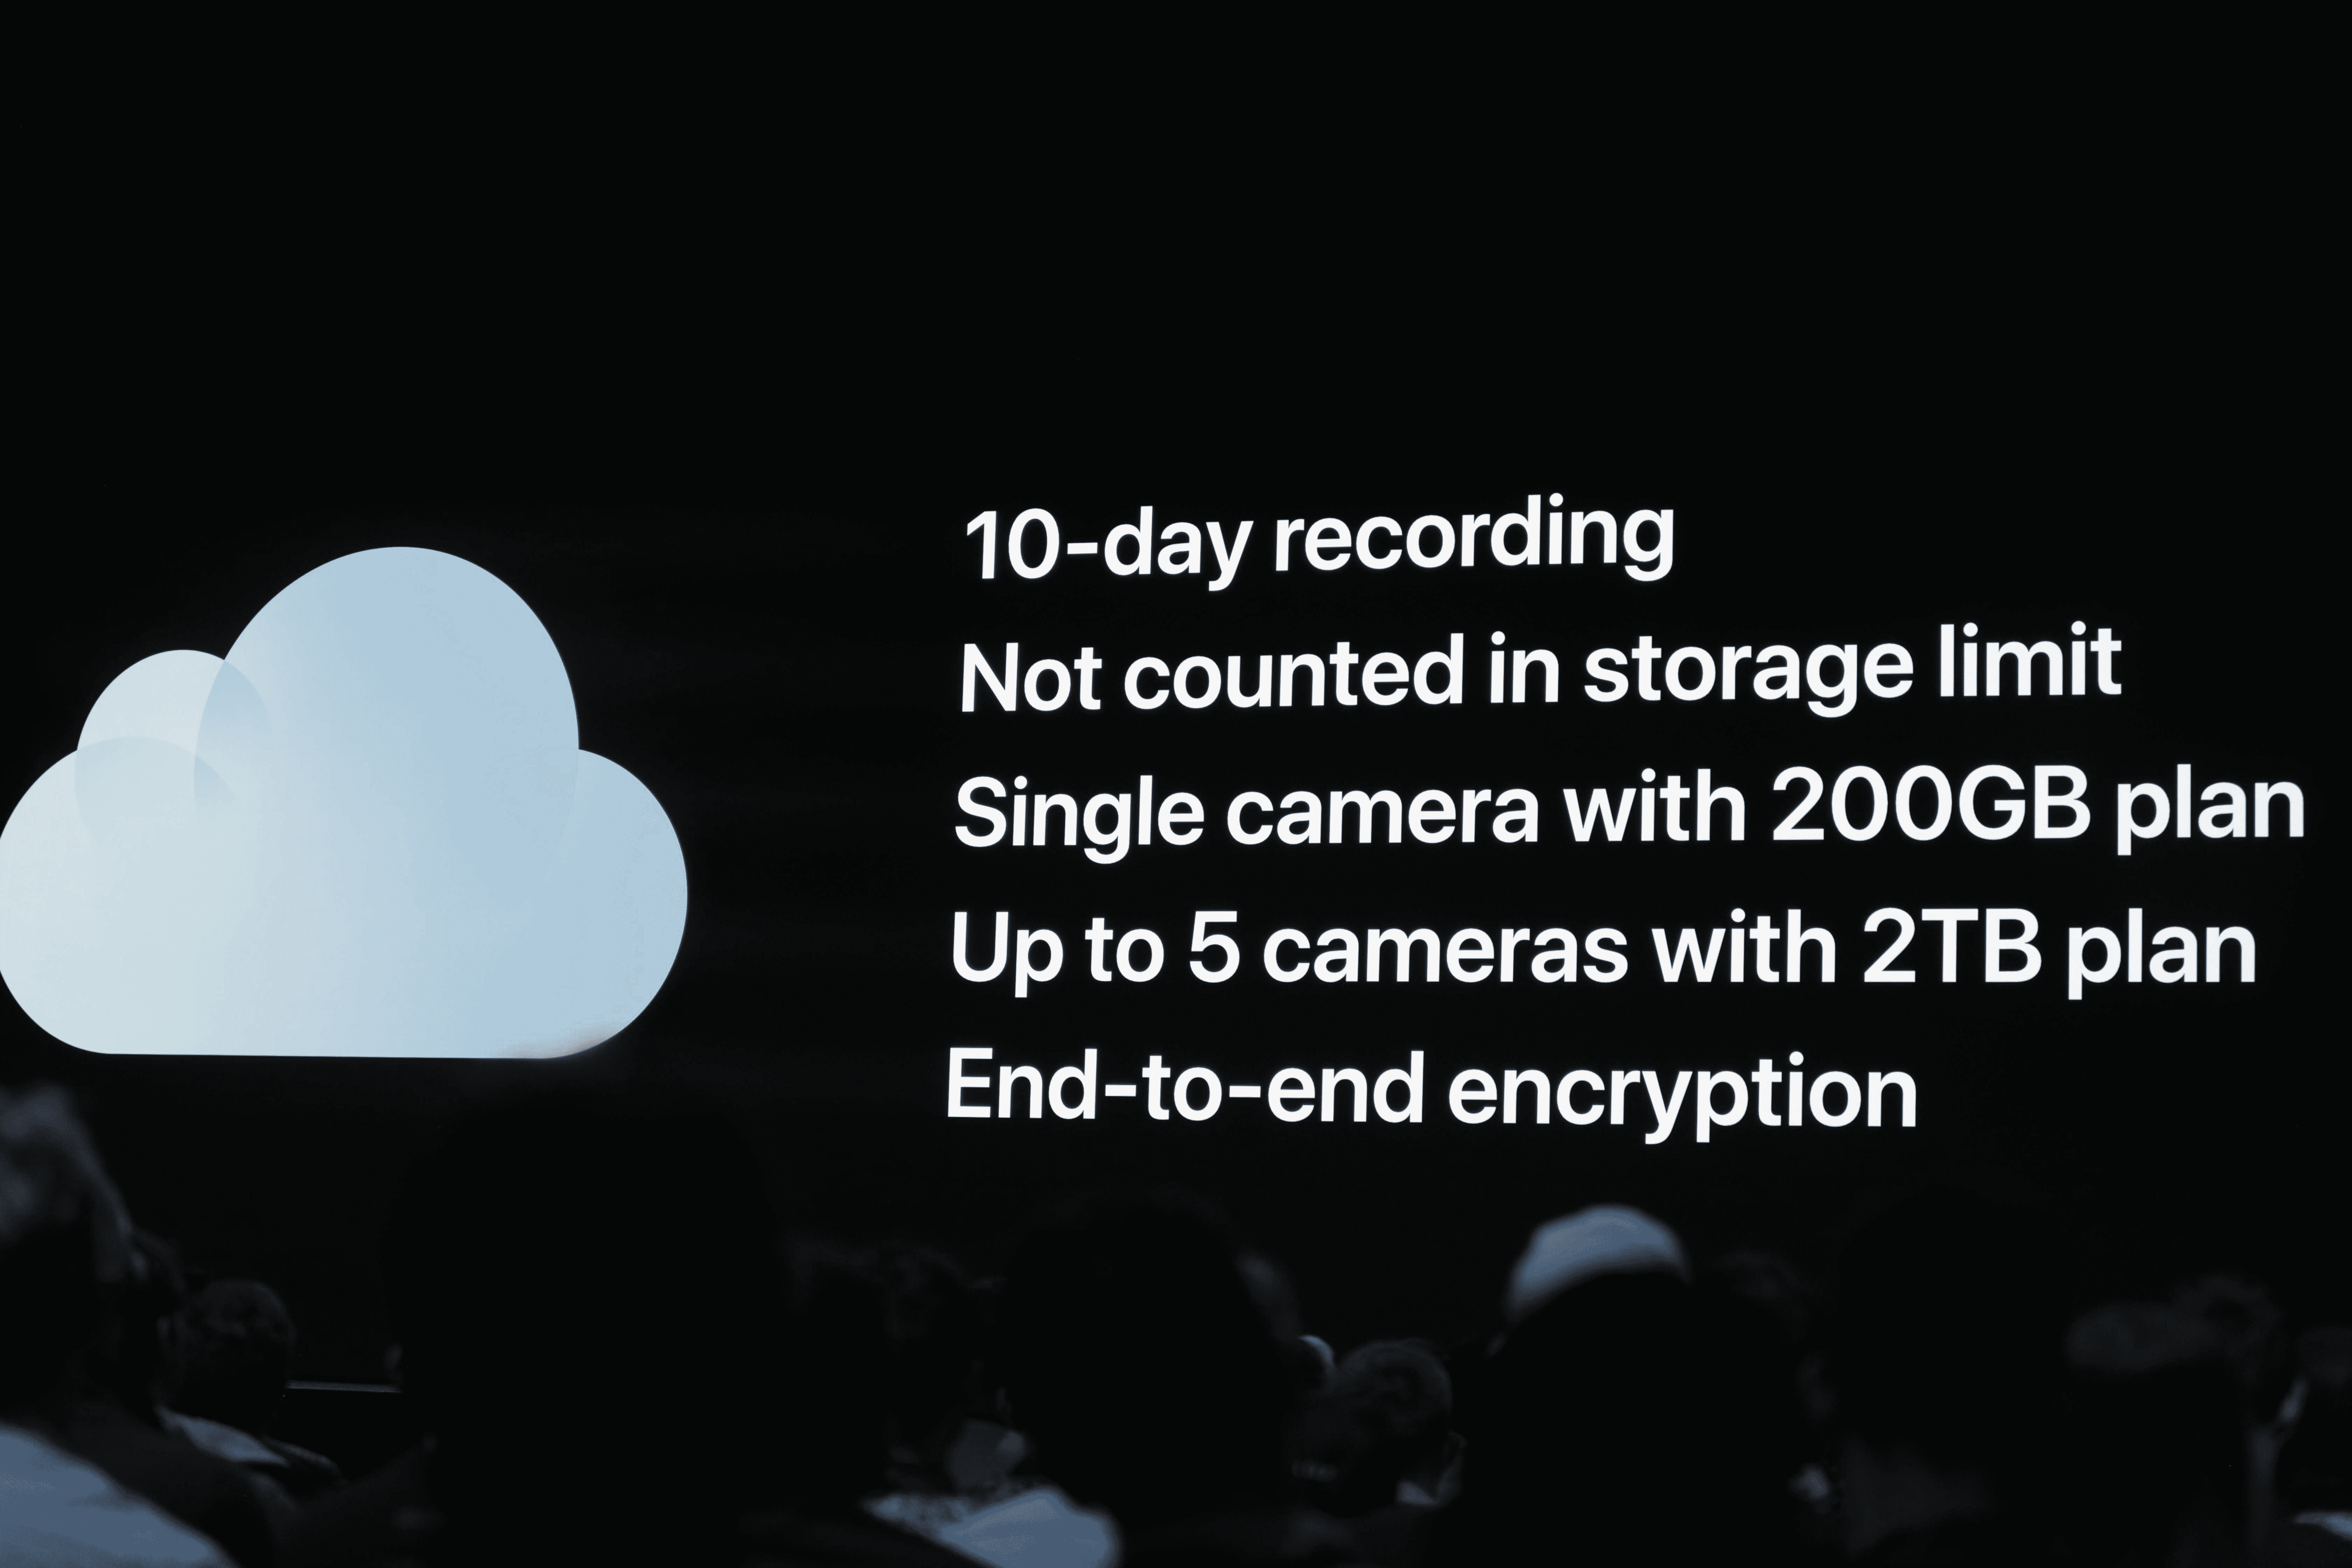 10-day recording
Not counted in storage limit
Single camera with 200GB plan
Up to 5 cameras with 2TB plan
End-to-end encryption